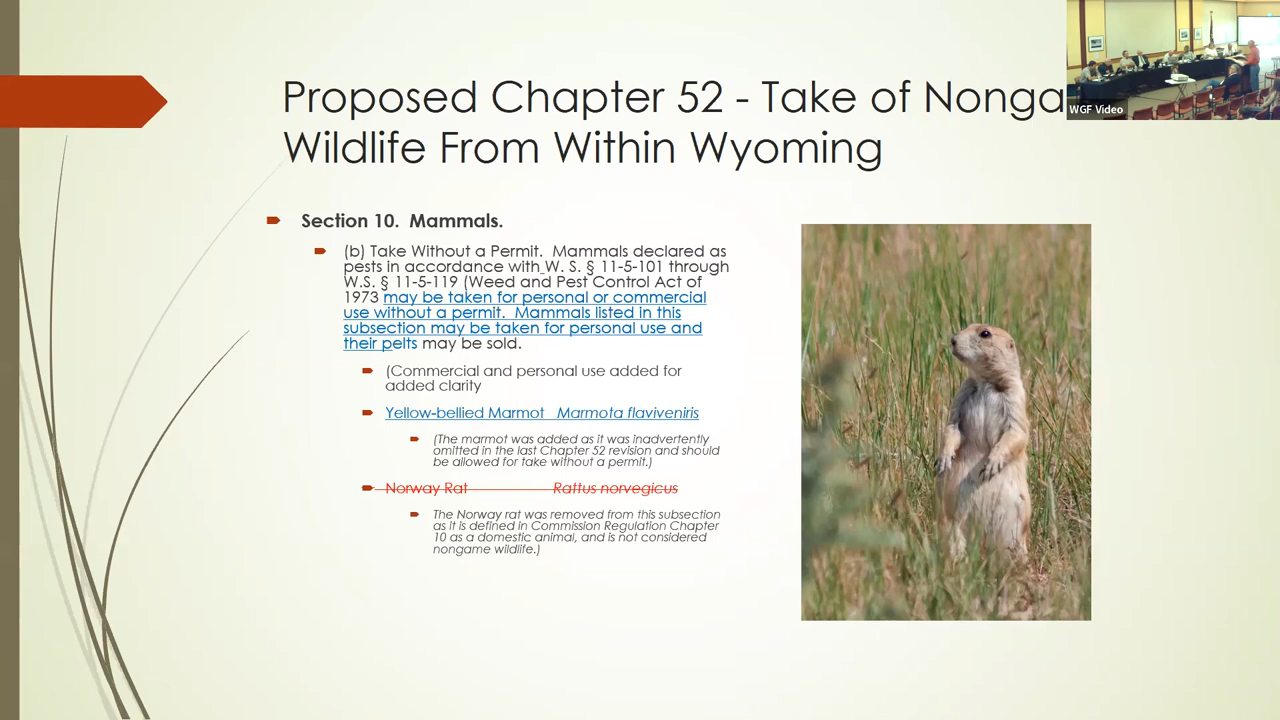 Proposed Chapter 52 - Take of Nonga
Wildlife From Within Wyoming
WGF Video
Section 10. Mammals.
(b) Take Without a Permit. Mammals declared as
pests in accordance with W. S. § 11-5-101 through
W.S. § 11-5-119 (Weed and Pest Control Act of
1973 may be taken for personal or commercial
use without a permit. Mammals listed in this
subsection may be taken for personal use and
their pelts may be sold.
(Commercial and personal use added for
added clarity
Yellow-bellied Marmot Marmota flaviveniris
(The marmot was added as it was inadvertently
omitted in the last Chapter 52 revision and should
be allowed for take without a permit.)
Norway Rat Rattus norvegicus
The Norway rat was removed from this subsection
as it is defined in Commission Regulation Chapter
10 as a domestic animal, and is not considered
nongame wildlife.)